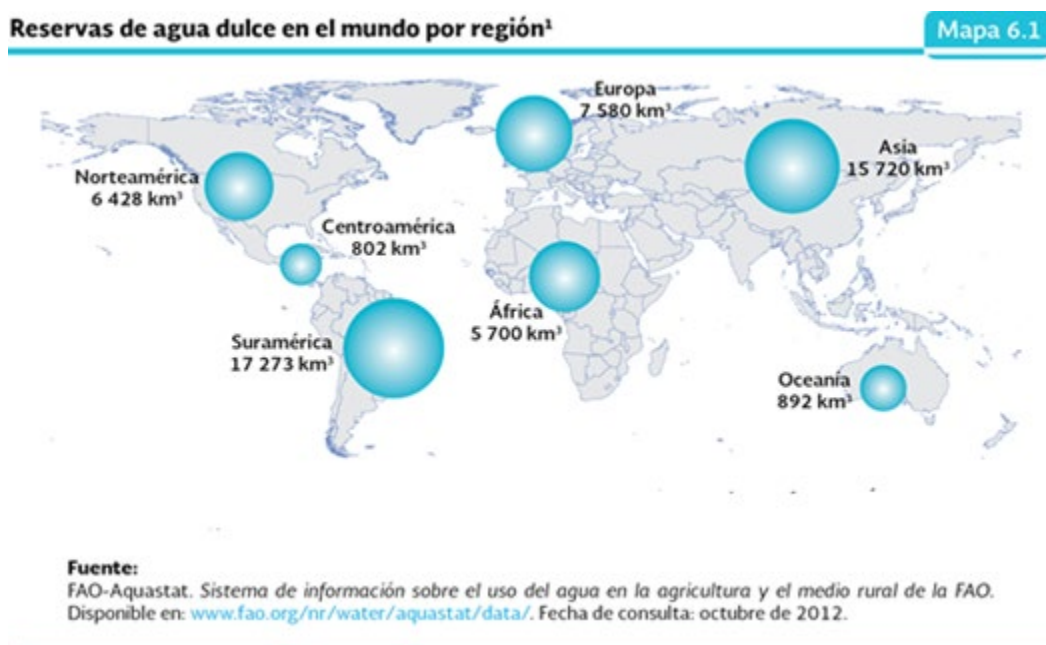 Reservas de agua dulce en el mundo por región¹
Mapa 6.1
Europa
7 580 km³
Asia
15 720 km³
Norteamérica
6 428 km³
Centroamérica
802 km³
África
5 700 km³
Suramérica
17 273 km³
Oceanía
892 km³
Fuente:
FAO-Aquastat. Sistema de información sobre el uso del agua en la agricultura y el medio rural de la FAO.
Disponible en: www.fao.org/nr/water/aquastat/data/. Fecha de consulta: octubre de 2012.